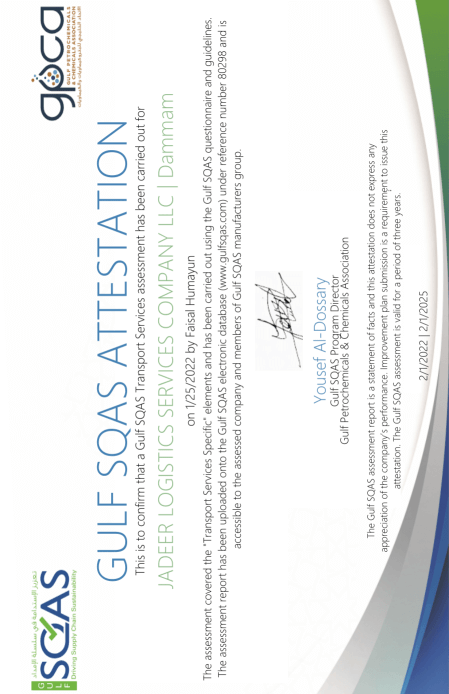 تعزيز الاستدامة في سلسلة الإمداد
GULF
SQAS
Driving Supply Chain Sustainability
gpca
GULF PETROCHEMICALS
& CHEMICALS ASSOCIATION
GULF SQAS ATTESTATION
This is to confirm that a Gulf SQAS Transport Services assessment has been carried out for
JADEER LOGISTICS SERVICES COMPANY LLC | Dammam
on 1/25/2022 by Faisal Humayun
The assessment covered the "Transport Services Specific" elements and has been carried out using the Gulf SQAS questionnaire and guidelines.
The assessment report has been uploaded onto the Gulf SQAS electronic database (www.gulfsqas.com) under reference number 80298 and is
accessible to the assessed company and members of Gulf SQAS manufacturers group.
Yousef Al-Dossary
Gulf SQAS Program Director
Gulf Petrochemicals & Chemicals Association
The Gulf SQAS assessment report is a statement of facts and this attestation does not express any
appreciation of the company's performance. Improvement plan submission is a requirement to issue this
attestation. The Gulf SQAS assessment is valid for a period of three years.
2/1/2022 | 2/1/2025